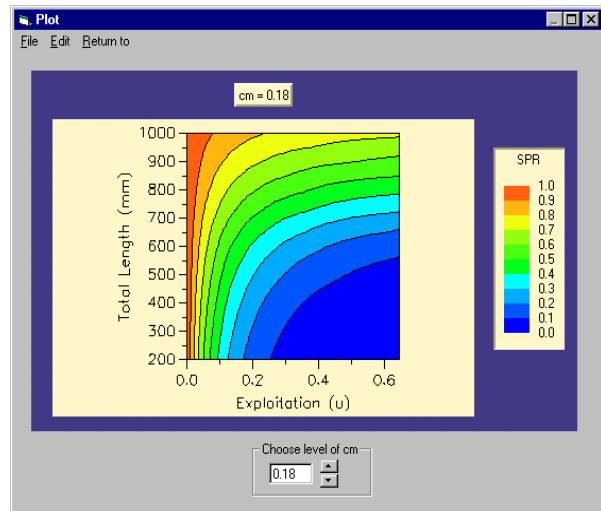 Plot
File Edit Return to
cm = 0.18
1000
900
800
700
600
500
400
300
200
Total Length (mm)
0.0 0.2 0.4 0.6
Exploitation (u)
SPR
1.0
0.9
0.8
0.7
0.6
0.5
0.4
0.3
0.2
0.1
0.0
Choose level of cm
0.18